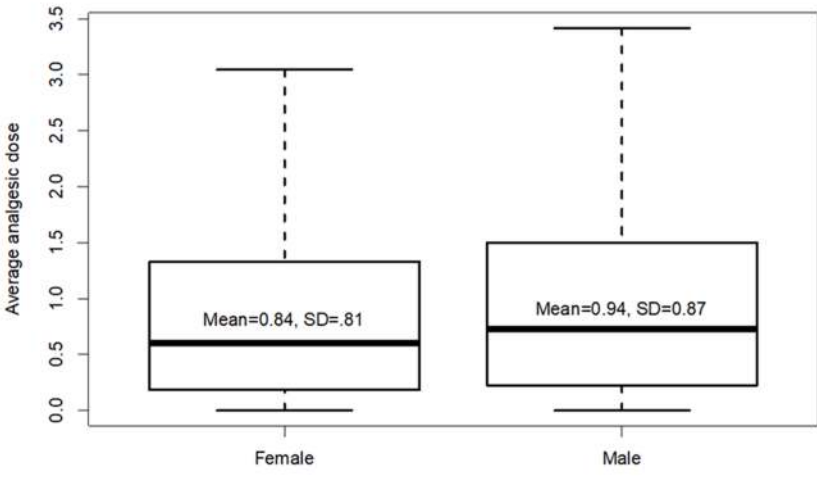 Average analgesic dose
3.5
3.0
2.5
2.0
1.5
1.0
0.5
0.0
Mean=0.84, SD=.81
Mean=0.94, SD=0.87
Female
Male